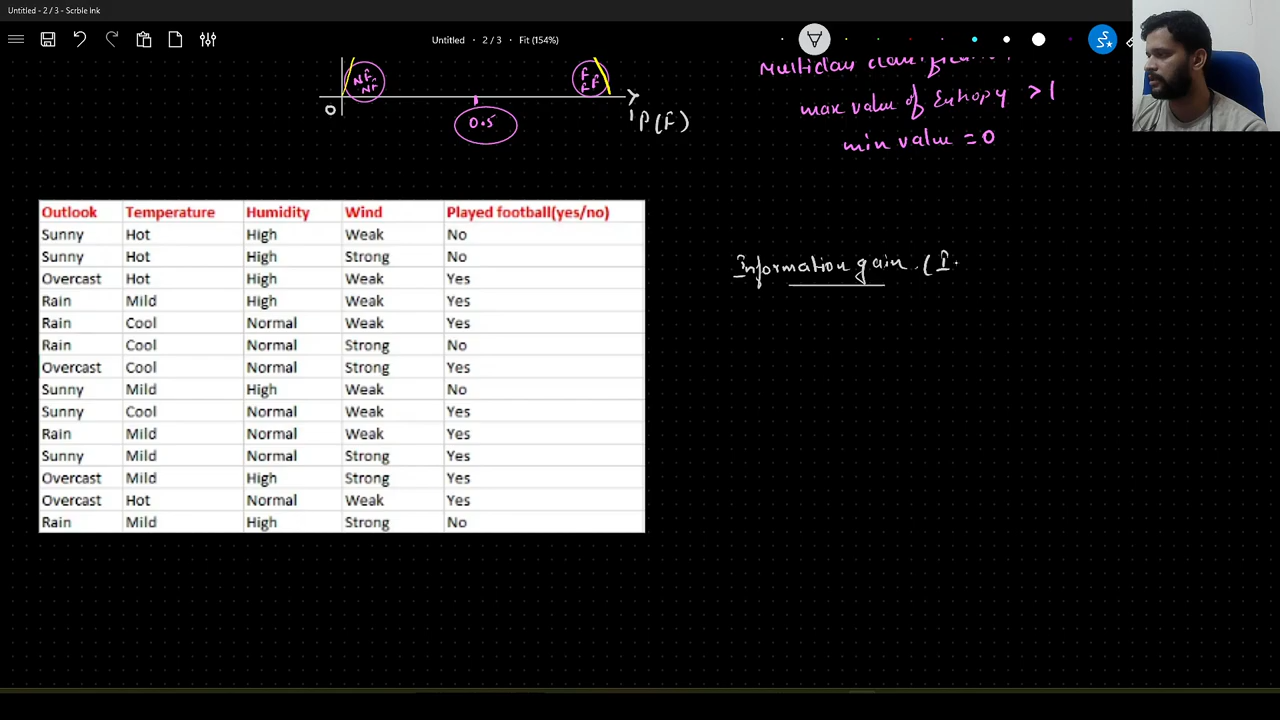 Untitled - 2 / 3 - Scrble Ink
Untitled • 2 / 3 • Fit (154%)
Multiclass classification
max value of Entropy > 1
min value = 0
NF
NF
F
F F
0
0.5
1
P(F)
Outlook Temperature Humidity Wind Played football(yes/no)
Sunny Hot High Weak No
Sunny Hot High Strong No
Overcast Hot High Weak Yes
Rain Mild High Weak Yes
Rain Cool Normal Weak Yes
Rain Cool Normal Strong No
Overcast Cool Normal Strong Yes
Sunny Mild High Weak No
Sunny Cool Normal Weak Yes
Rain Mild Normal Weak Yes
Sunny Mild Normal Strong Yes
Overcast Mild High Strong Yes
Overcast Hot Normal Weak Yes
Rain Mild High Strong No
Information gain. (I.